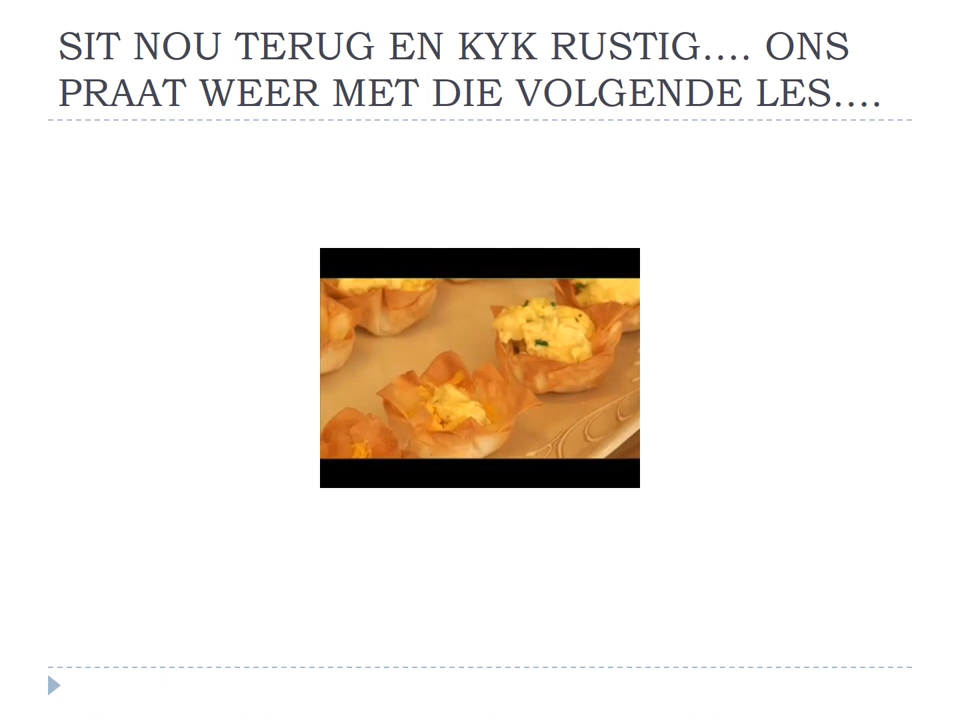 SIT NOU TERUG EN KYK RUSTIG.... ONS
PRAAT WEER MET DIE VOLGENDE LES....